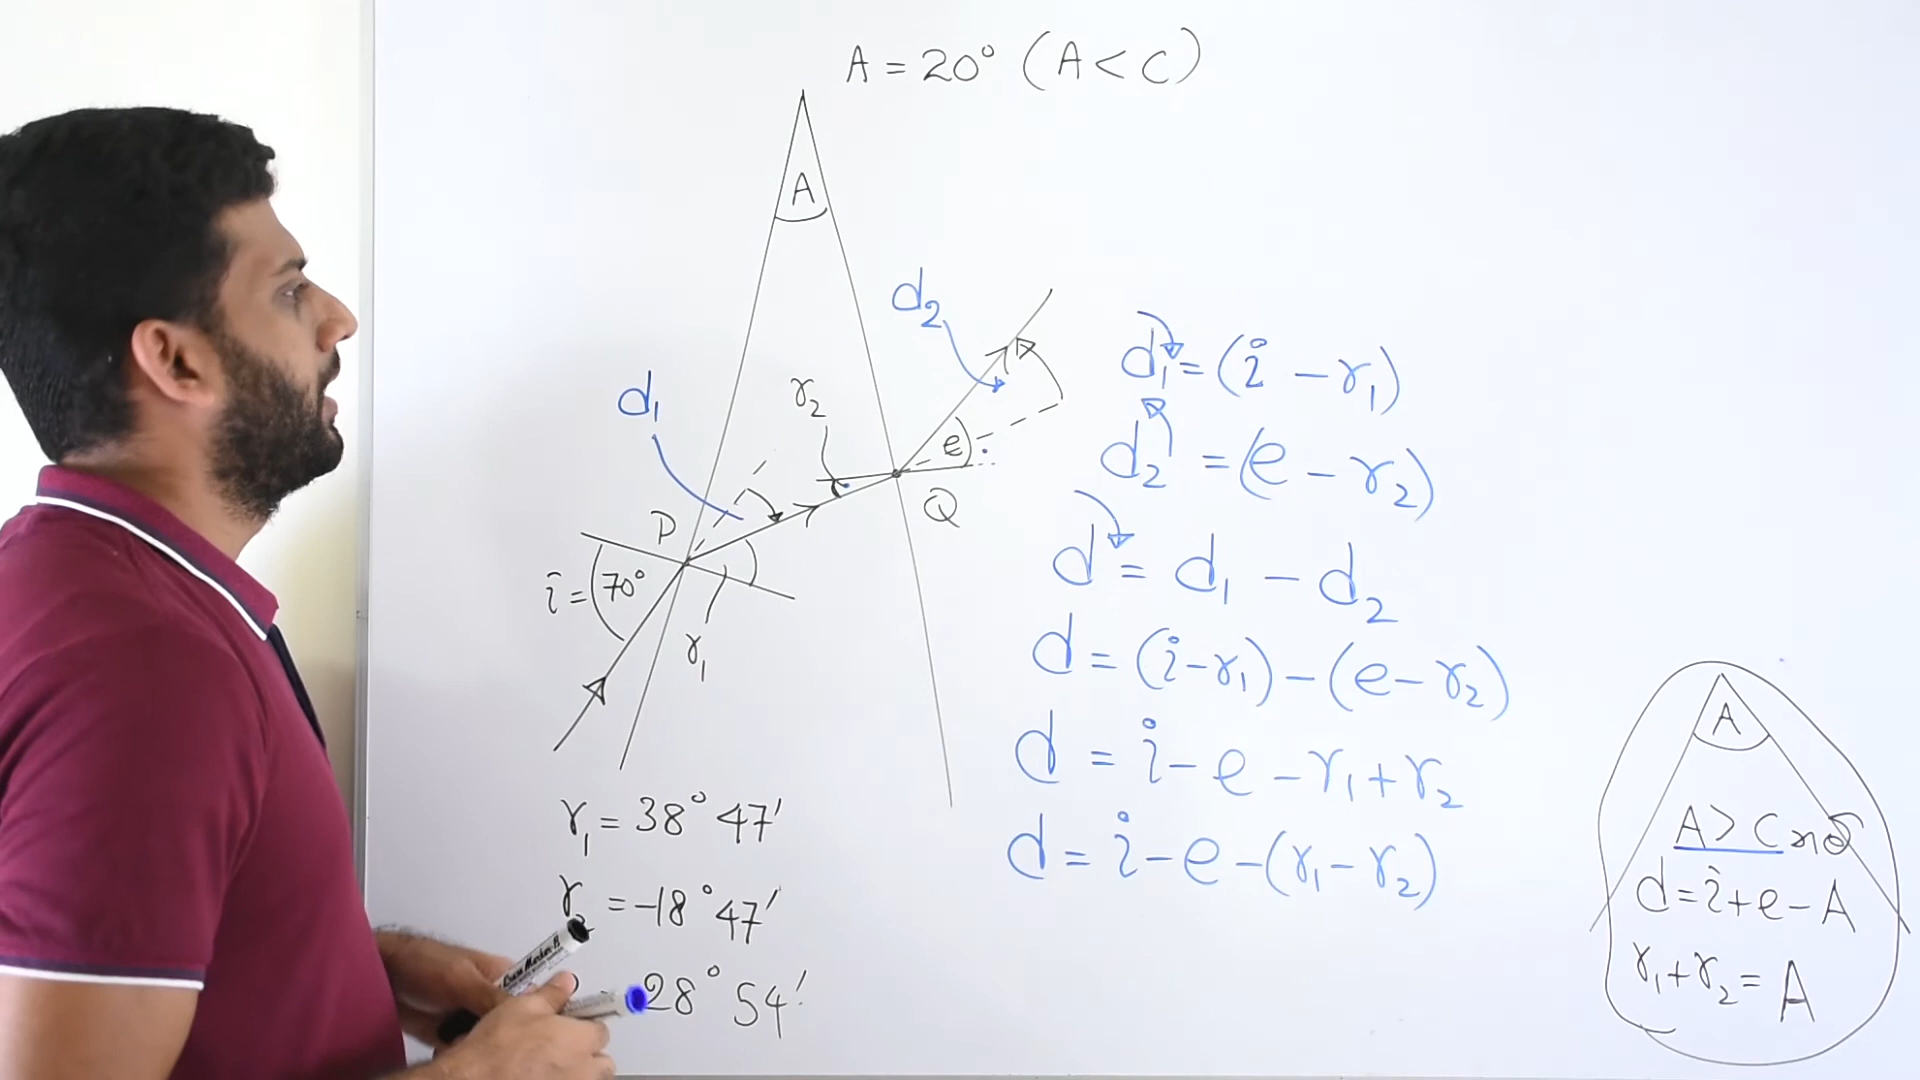 A = 20° (A < C)
A
d₂
d₁
r₂
e
P
Q
i = 70°
r₁
r₁ = 38° 47'
= -18° 47'
28° 54'
d₁ = (i - r₁)
d₂ = (e - r₂)
d = d₁ - d₂
d = (i - r₁) - (e - r₂)
d = i - e - r₁ + r₂
d = i - e - (r₁ - r₂)
A
A > C
d = i + e - A
r₁ + r₂ = A